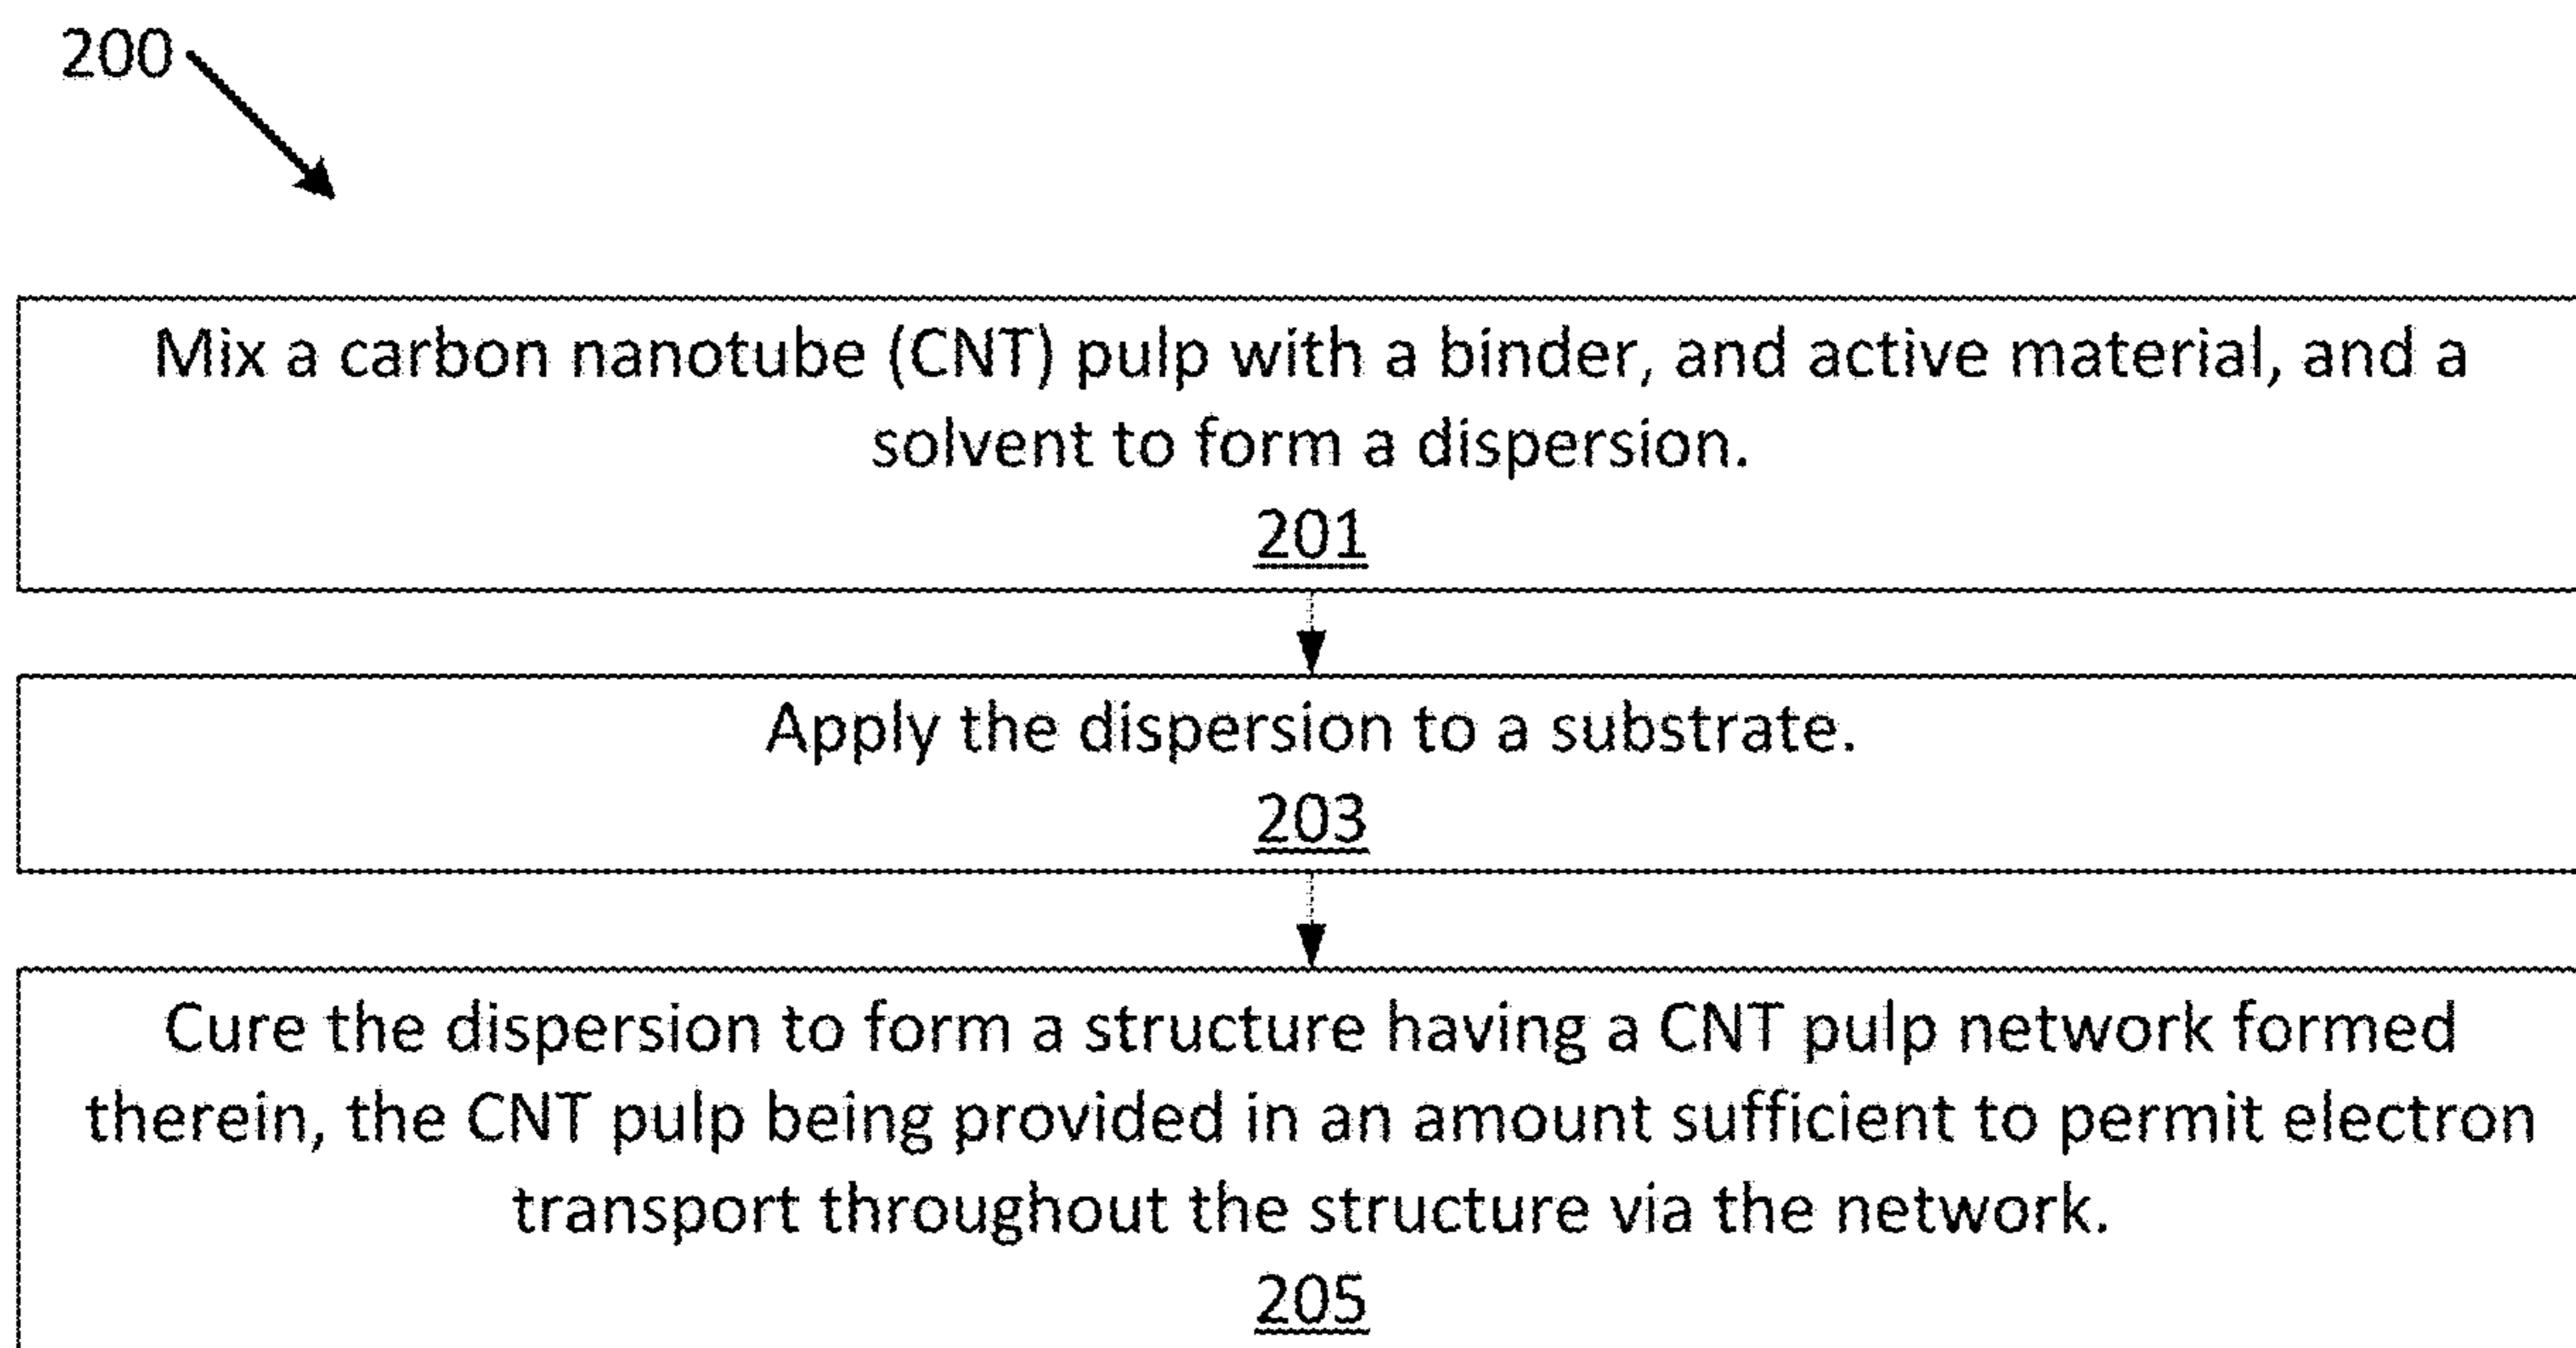 200
Mix a carbon nanotube (CNT) pulp with a binder, and active material, and a
solvent to form a dispersion.
201
Apply the dispersion to a substrate.
203
Cure the dispersion to form a structure having a CNT pulp network formed
therein, the CNT pulp being provided in an amount sufficient to permit electron
transport throughout the structure via the network.
205